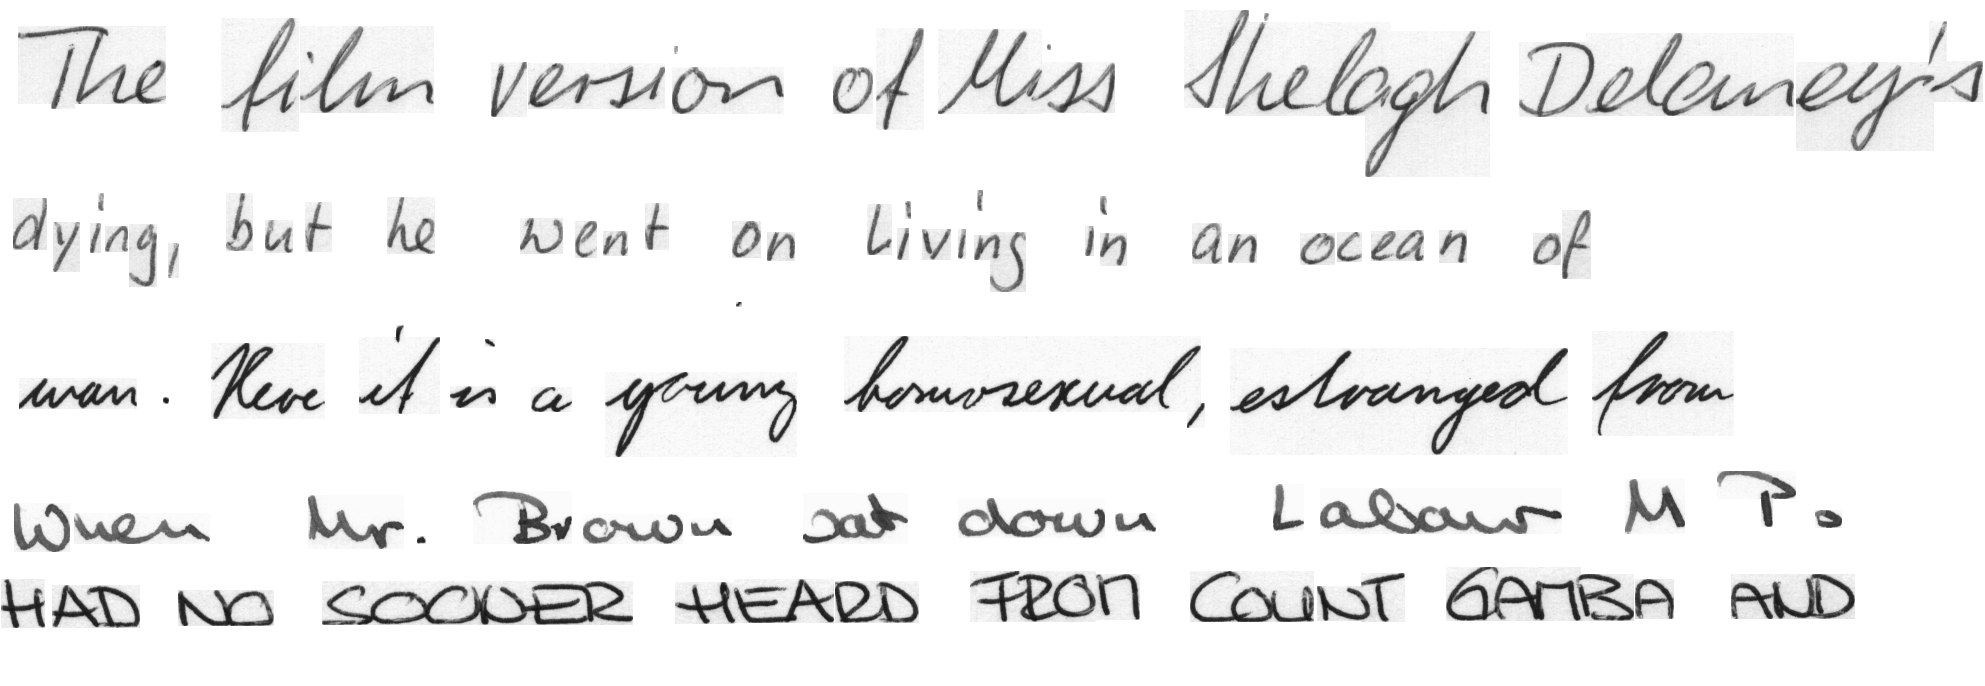 The film version of Miss Shelagh Delaney's
dying, but he went on living in an ocean of
man. Here it is a young homosexual, estranged from
When Mr. Brown sat down Labour M P.
HAD NO SOONER HEARD FROM COUNT GAMBA AND